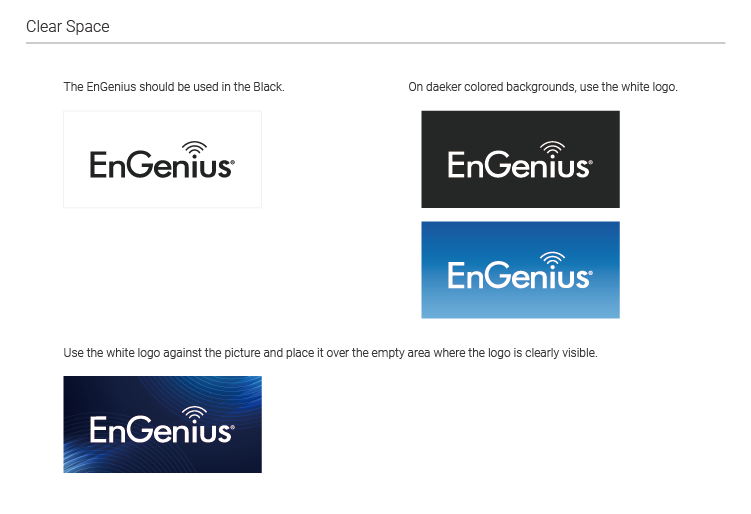 Clear Space
The EnGenius should be used in the Black.
On daeker colored backgrounds, use the white logo.
EnGenius®
EnGenius®
EnGenius®
Use the white logo against the picture and place it over the empty area where the logo is clearly visible.
EnGenius®